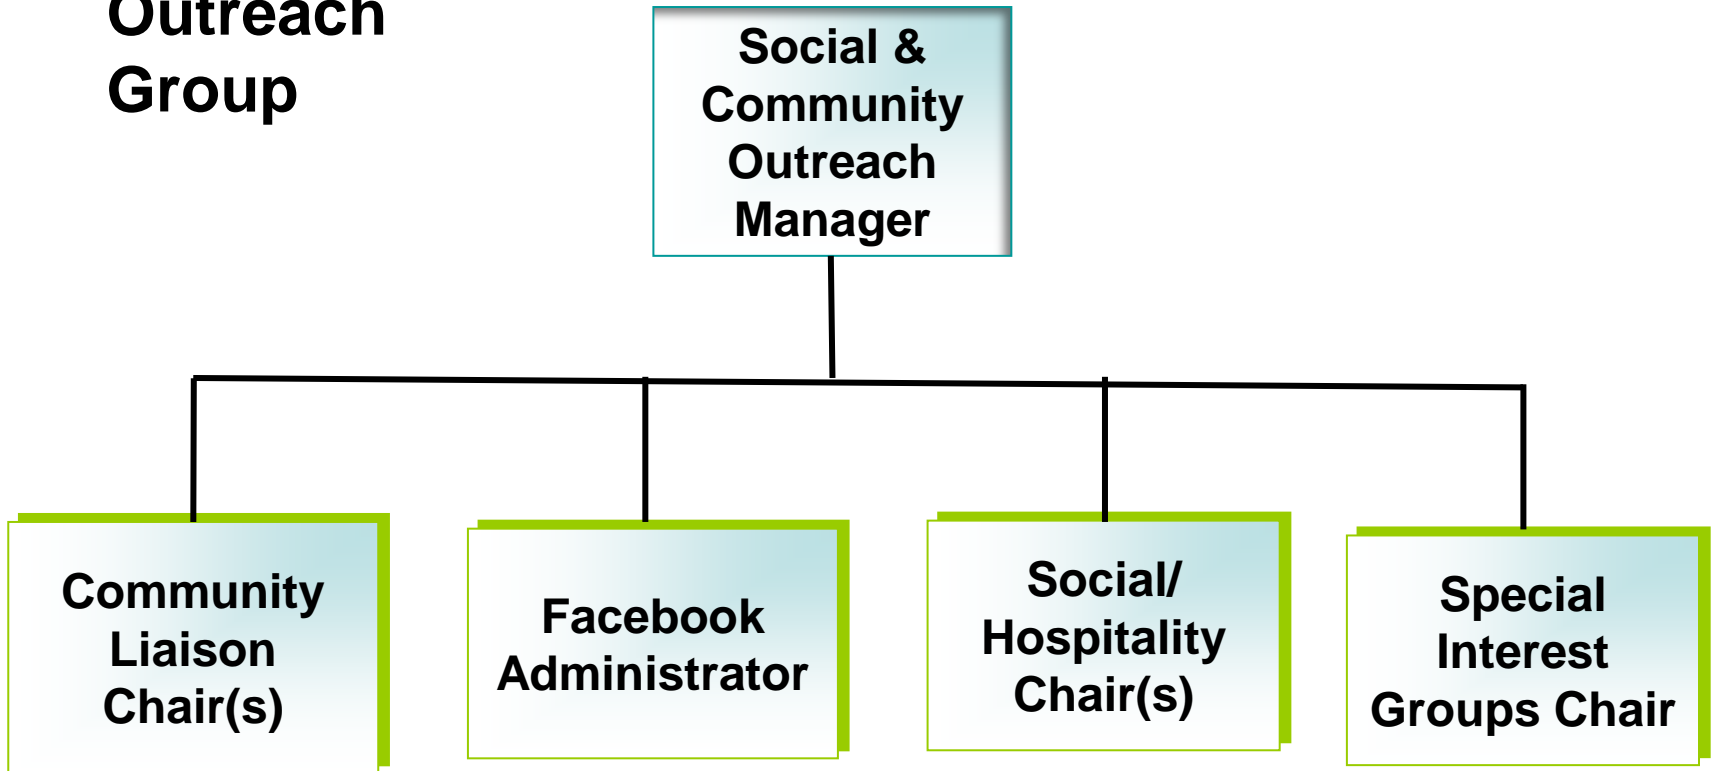 Outreach
Group
Social &
Community
Outreach
Manager
Community
Liaison
Chair(s)
Facebook
Administrator
Social/
Hospitality
Chair(s)
Special
Interest
Groups Chair